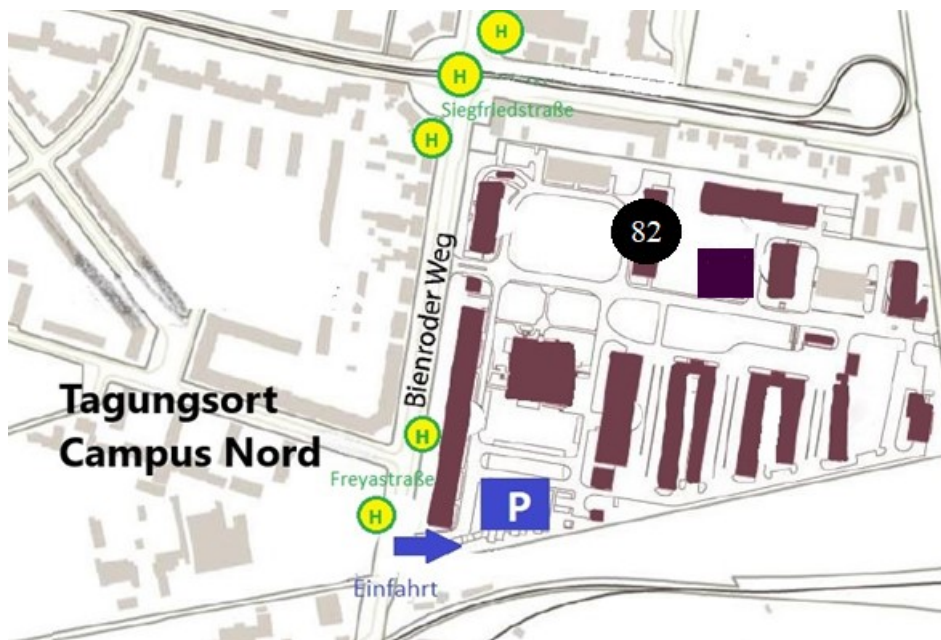 H
H
Siegfriedstraße
H
82
Bienroder Weg
Tagungsort
Campus Nord
H
Freyastraße
P
H
Einfahrt